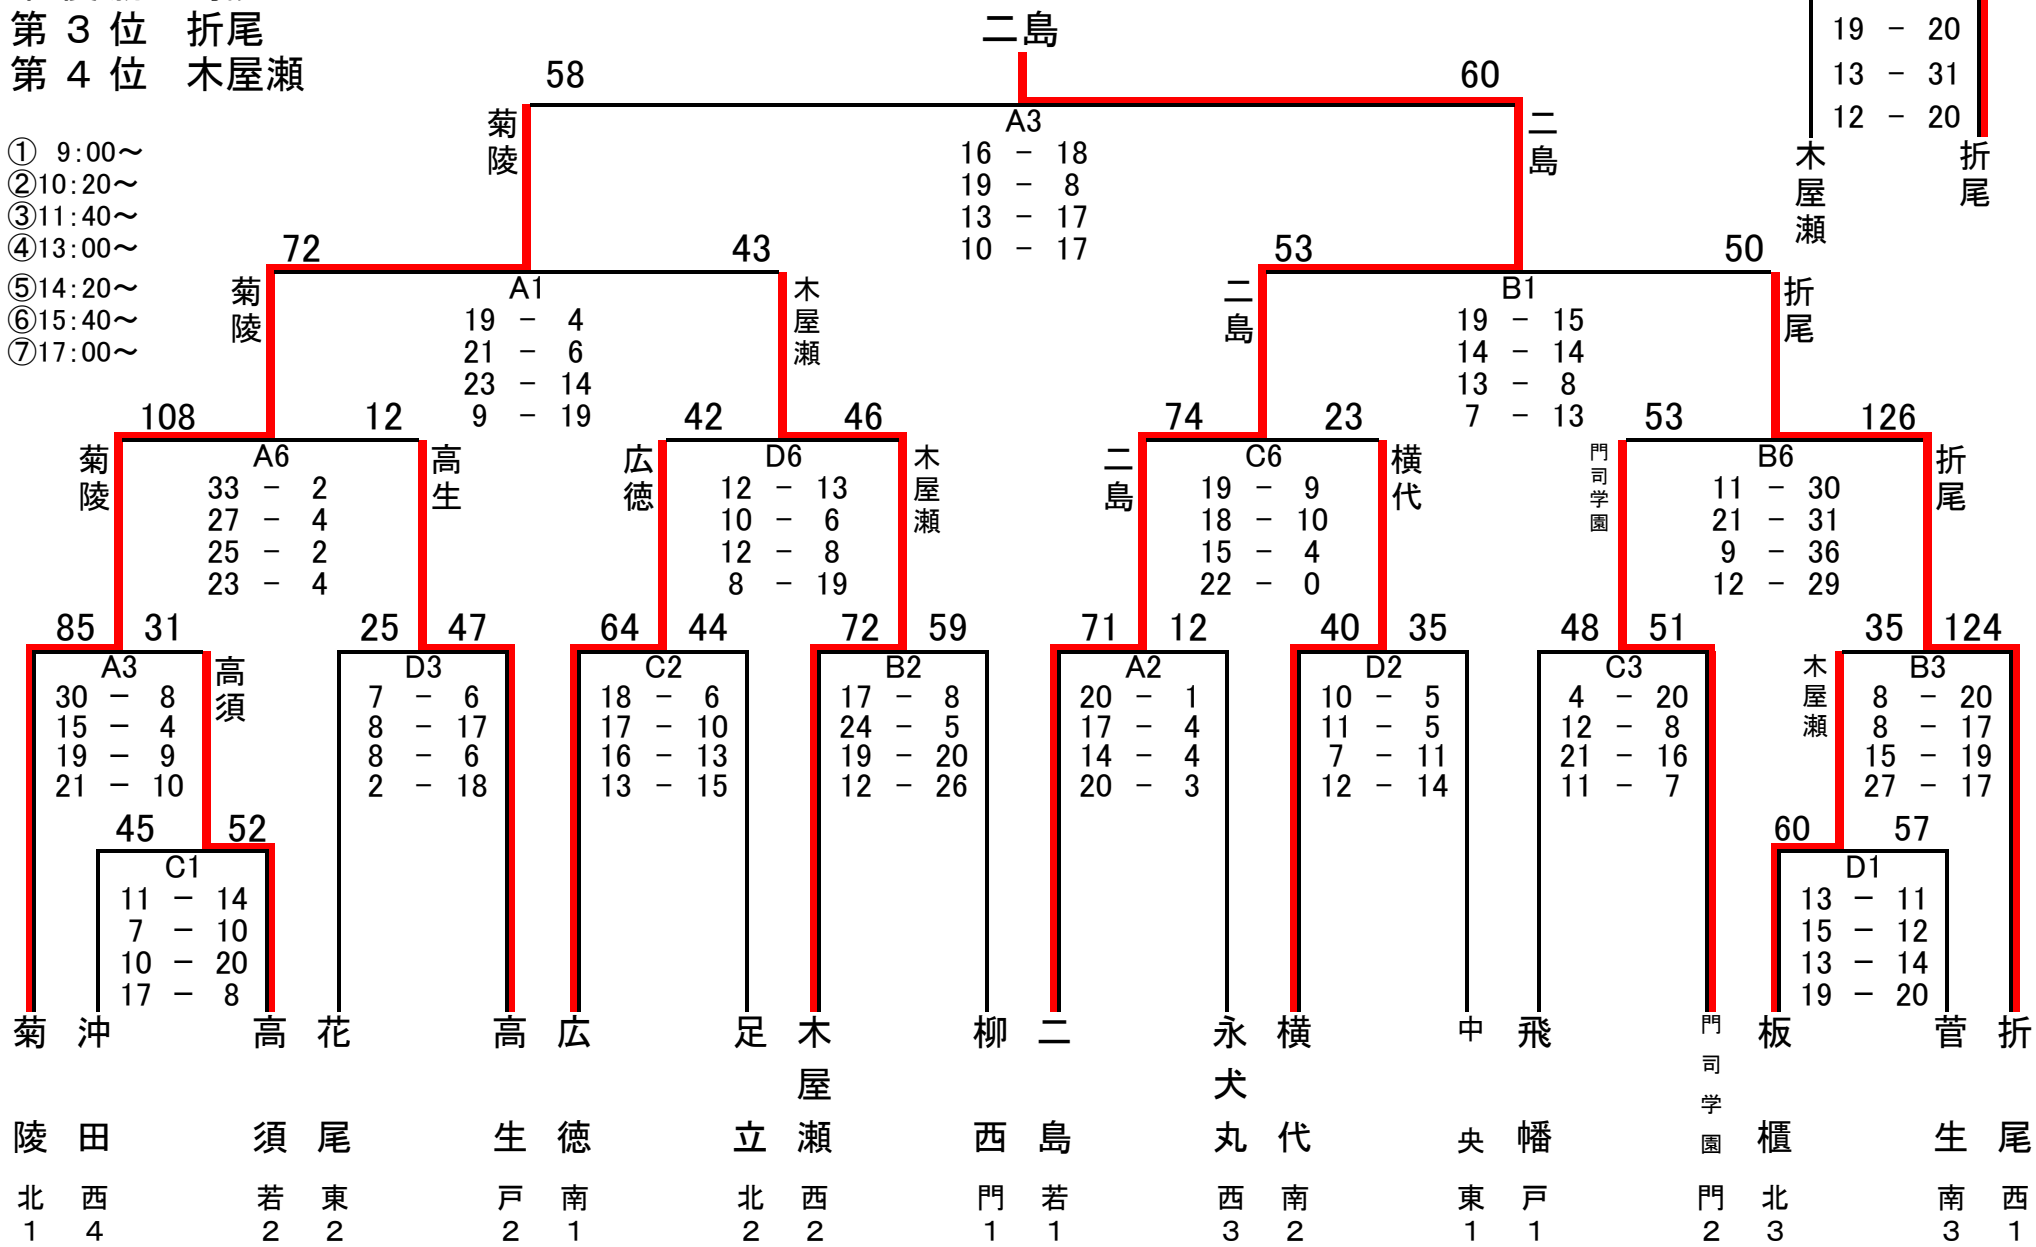 第 3 位 折尾
第 4 位 木屋瀬
① 9:00～
②10:20～
③11:40～
④13:00～
⑤14:20～
⑥15:40～
⑦17:00～
二島
58 60
菊陵
二島
A3
16 － 18
19 － 8
13 － 17
10 － 17
19 － 20
13 － 31
12 － 20
木屋瀬
折尾
72 43
菊陵
木屋瀬
A1
19 － 4
21 － 6
23 － 14
9 － 19
53 50
二島
折尾
B1
19 － 15
14 － 14
13 － 8
7 － 13
108 12
菊陵
高生
A6
33 － 2
27 － 4
25 － 2
23 － 4
42 46
広徳
木屋瀬
D6
12 － 13
10 － 6
12 － 8
8 － 19
74 23
二島
横代
C6
19 － 9
18 － 10
15 － 4
22 － 0
53 126
門司学園
折尾
B6
11 － 30
21 － 31
9 － 36
12 － 29
85 31
高須
A3
30 － 8
15 － 4
19 － 9
21 － 10
25 47
D3
7 － 6
8 － 17
8 － 6
2 － 18
64 44
C2
18 － 6
17 － 10
16 － 13
13 － 15
72 59
B2
17 － 8
24 － 5
19 － 20
12 － 26
71 12
A2
20 － 1
17 － 4
14 － 4
20 － 3
40 35
D2
10 － 5
11 － 5
7 － 11
12 － 14
48 51
C3
4 － 20
12 － 8
21 － 16
11 － 7
35 124
木屋瀬
B3
8 － 20
8 － 17
15 － 19
27 － 17
45 52
C1
11 － 14
7 － 10
10 － 20
17 － 8
60 57
D1
13 － 11
15 － 12
13 － 14
19 － 20
菊陵 北1
沖田 西4
高須 若2
花尾 東2
高生 戸2
広徳 南1
足立 北2
木屋瀬 西2
柳西 門1
二島 若1
永犬丸 西3
横代 南2
中央 東1
飛幡 戸1
門司学園 門2
板櫃 北3
菅生 南3
折尾 西1